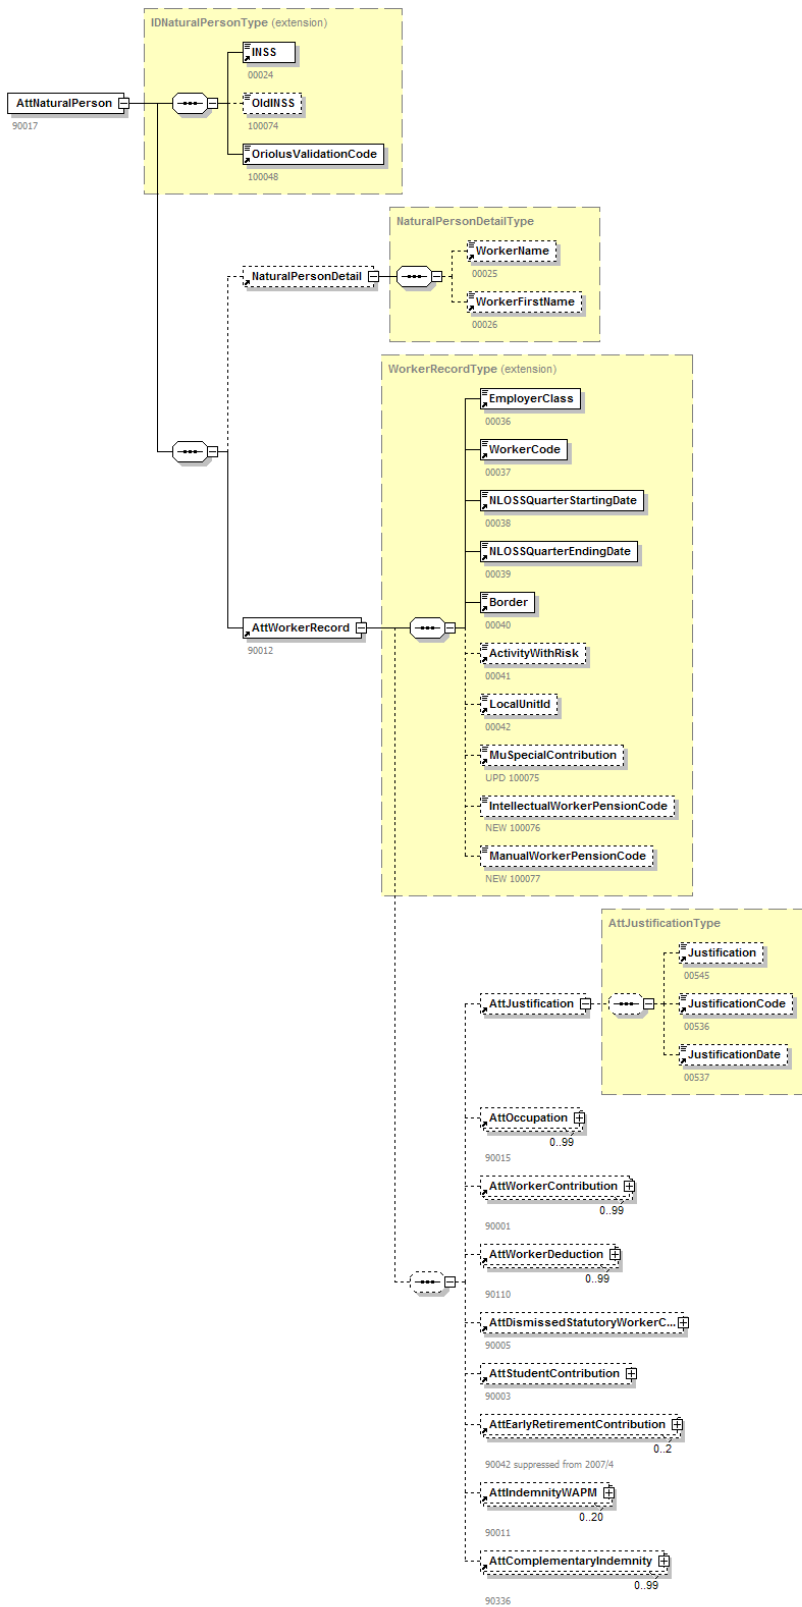 IDNaturalPersonType (extension)
INSS
00024
AttNaturalPerson
90017
OldINSS
100074
OriolusValidationCode
100048
NaturalPersonDetailType
NaturalPersonDetail
WorkerName
00025
WorkerFirstName
00026
WorkerRecordType (extension)
EmployerClass
00036
WorkerCode
00037
NLOSSQuarterStartingDate
00038
NLOSSQuarterEndingDate
00039
Border
00040
AttWorkerRecord
90012
ActivityWithRisk
00041
LocalUnitId
00042
MuSpecialContribution
UPD 100075
IntellectualWorkerPensionCode
NEW 100076
ManualWorkerPensionCode
NEW 100077
AttJustificationType
Justification
00545
AttJustification
JustificationCode
00536
JustificationDate
00537
AttOccupation
0..99
90015
AttWorkerContribution
0..99
90001
AttWorkerDeduction
0..99
90110
AttDismissedStatutoryWorkerC...
90005
AttStudentContribution
90003
AttEarlyRetirementContribution
0..2
90042 suppressed from 2007/4
AttIndemnityWAPM
0..20
90011
AttComplementaryIndemnity
0..99
90336